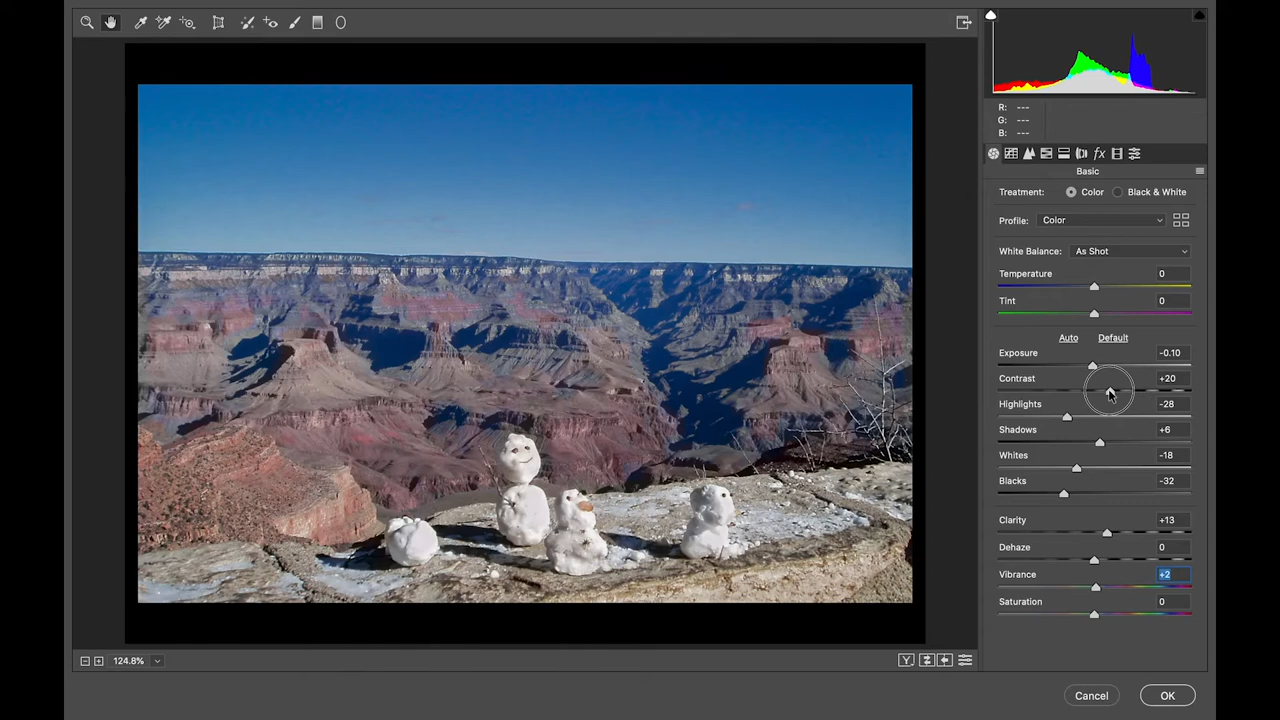 R: ---
G: ---
B: ---
fx
Basic
Treatment: Color Black & White
Profile: Color
White Balance: As Shot
Temperature 0
Tint 0
Auto Default
Exposure -0.10
Contrast +20
Highlights -28
Shadows +6
Whites -18
Blacks -32
Clarity +13
Dehaze 0
Vibrance +2
Saturation 0
124.8% Y
Cancel OK